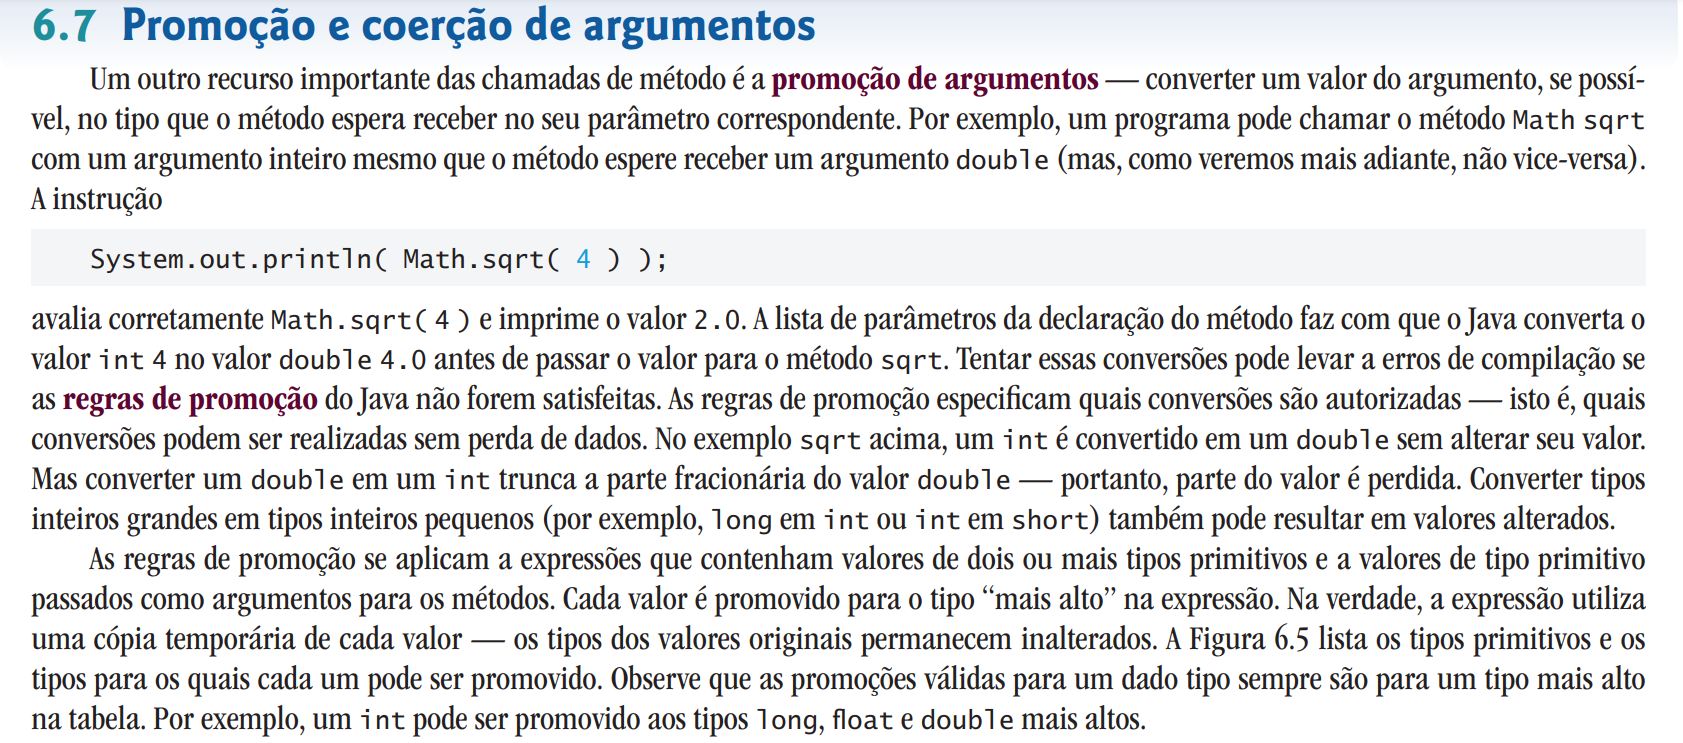 6.7 Promoção e coerção de argumentos
Um outro recurso importante das chamadas de método é a promoção de argumentos — converter um valor do argumento, se possí-
vel, no tipo que o método espera receber no seu parâmetro correspondente. Por exemplo, um programa pode chamar o método Math sqrt
com um argumento inteiro mesmo que o método espere receber um argumento double (mas, como veremos mais adiante, não vice-versa).
A instrução
System.out.println( Math.sqrt( 4 ) );
avalia corretamente Math.sqrt( 4 ) e imprime o valor 2.0. A lista de parâmetros da declaração do método faz com que o Java converta o
valor int 4 no valor double 4.0 antes de passar o valor para o método sqrt. Tentar essas conversões pode levar a erros de compilação se
as regras de promoção do Java não forem satisfeitas. As regras de promoção especificam quais conversões são autorizadas — isto é, quais
conversões podem ser realizadas sem perda de dados. No exemplo sqrt acima, um int é convertido em um double sem alterar seu valor.
Mas converter um double em um int trunca a parte fracionária do valor double — portanto, parte do valor é perdida. Converter tipos
inteiros grandes em tipos inteiros pequenos (por exemplo, long em int ou int em short) também pode resultar em valores alterados.
As regras de promoção se aplicam a expressões que contenham valores de dois ou mais tipos primitivos e a valores de tipo primitivo
passados como argumentos para os métodos. Cada valor é promovido para o tipo “mais alto” na expressão. Na verdade, a expressão utiliza
uma cópia temporária de cada valor — os tipos dos valores originais permanecem inalterados. A Figura 6.5 lista os tipos primitivos e os
tipos para os quais cada um pode ser promovido. Observe que as promoções válidas para um dado tipo sempre são para um tipo mais alto
na tabela. Por exemplo, um int pode ser promovido aos tipos long, float e double mais altos.